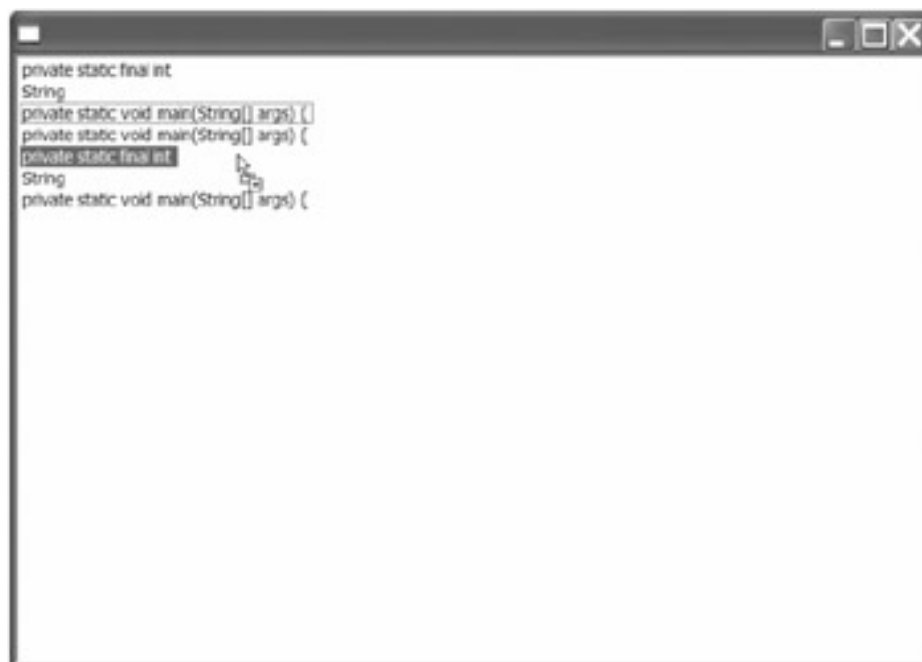 private static final int
String
private static void main(String[] args) {
private static void main(String[] args) {
private static final int
String
private static void main(String[] args) {